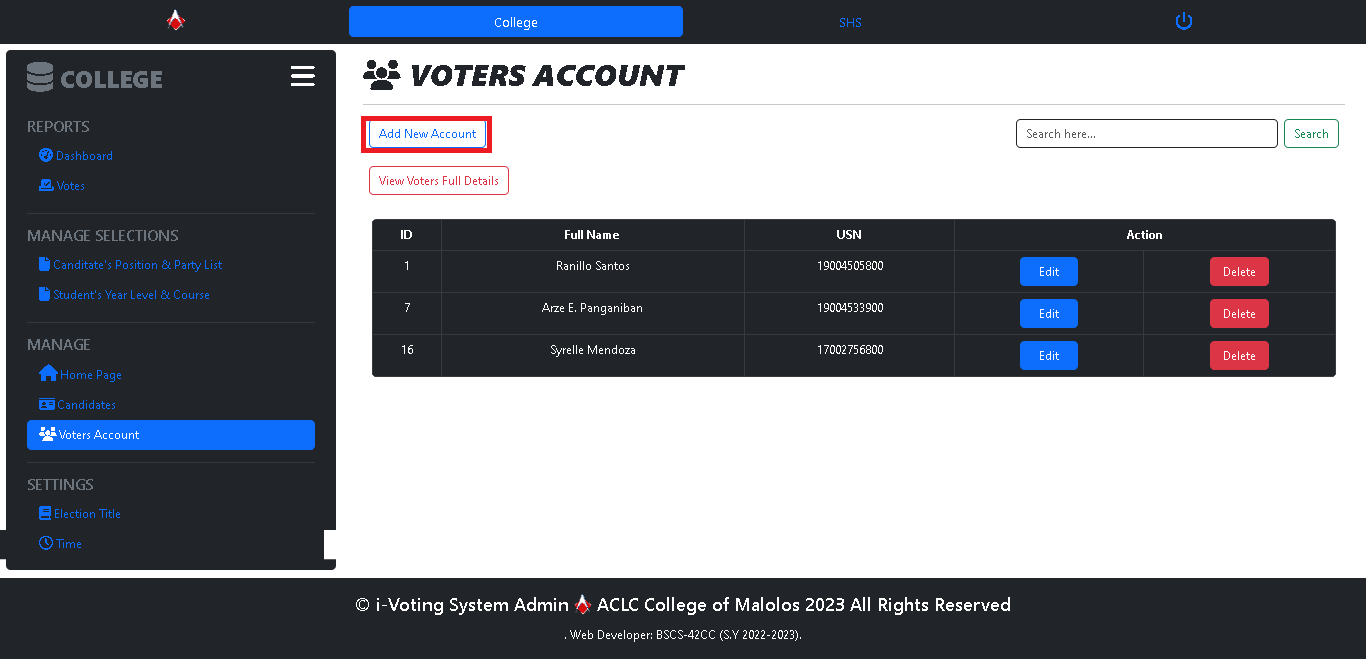 College
SHS
COLLEGE
REPORTS
Dashboard
Votes
MANAGE SELECTIONS
Canditate's Position & Party List
Student's Year Level & Course
MANAGE
Home Page
Candidates
Voters Account
SETTINGS
Election Title
Time
VOTERS ACCOUNT
Add New Account
Search here...
Search
View Voters Full Details
ID Full Name USN Action
1 Ranillo Santos 19004505800 Edit Delete
7 Arze E. Panganiban 19004533900 Edit Delete
16 Syrelle Mendoza 17002756800 Edit Delete
© i-Voting System Admin ACLC College of Malolos 2023 All Rights Reserved
. Web Developer: BSCS-42CC (S.Y 2022-2023).